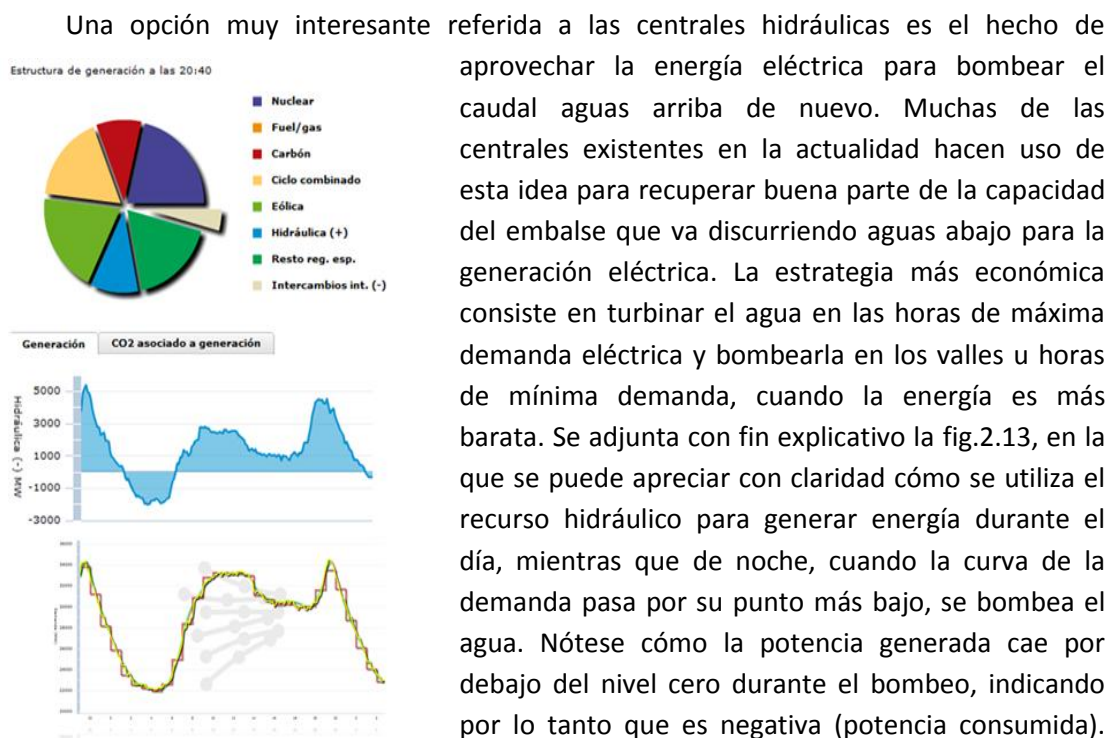 Una opción muy interesante referida a las centrales hidráulicas es el hecho de
aprovechar la energía eléctrica para bombear el
caudal aguas arriba de nuevo. Muchas de las
centrales existentes en la actualidad hacen uso de
esta idea para recuperar buena parte de la capacidad
del embalse que va discurriendo aguas abajo para la
generación eléctrica. La estrategia más económica
consiste en turbinar el agua en las horas de máxima
demanda eléctrica y bombearla en los valles u horas
de mínima demanda, cuando la energía es más
barata. Se adjunta con fin explicativo la fig.2.13, en la
que se puede apreciar con claridad cómo se utiliza el
recurso hidráulico para generar energía durante el
día, mientras que de noche, cuando la curva de la
demanda pasa por su punto más bajo, se bombea el
agua. Nótese cómo la potencia generada cae por
debajo del nivel cero durante el bombeo, indicando
por lo tanto que es negativa (potencia consumida).
Estructura de generación a las 20:40
Nuclear
Fuel/gas
Carbón
Ciclo combinado
Eólica
Hidráulica (+)
Resto reg. esp.
Intercambios int. (-)
Generación
CO2 asociado a generación
Hidráulica (-) MW
5000
3000
1000
-1000
-3000